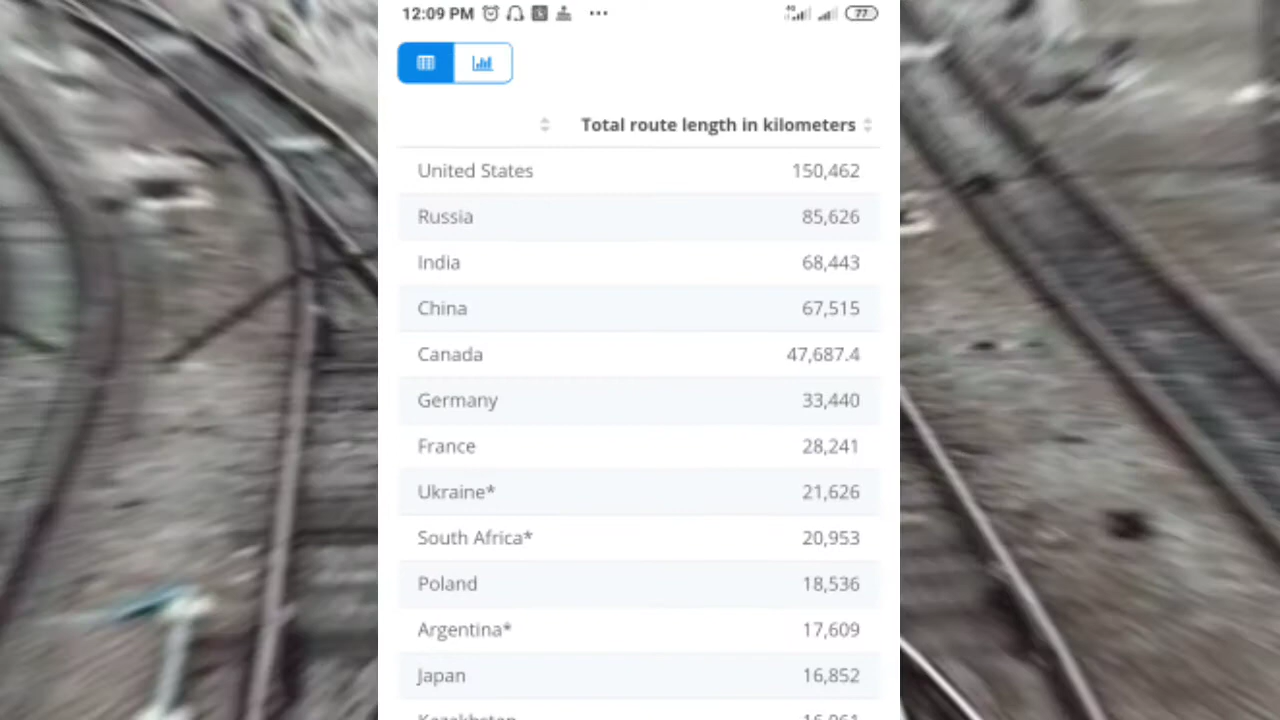 12:09 PM 77
Total route length in kilometers
United States 150,462
Russia 85,626
India 68,443
China 67,515
Canada 47,687.4
Germany 33,440
France 28,241
Ukraine* 21,626
South Africa* 20,953
Poland 18,536
Argentina* 17,609
Japan 16,852